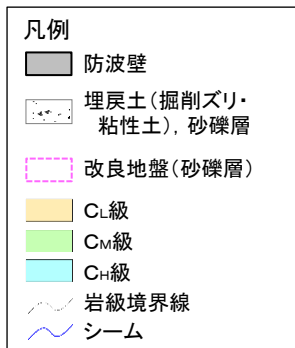 凡例
防波壁
埋戻土(掘削ズリ・
粘性土),砂礫層
改良地盤(砂礫層)
CL級
CM級
CH級
岩級境界線
シーム